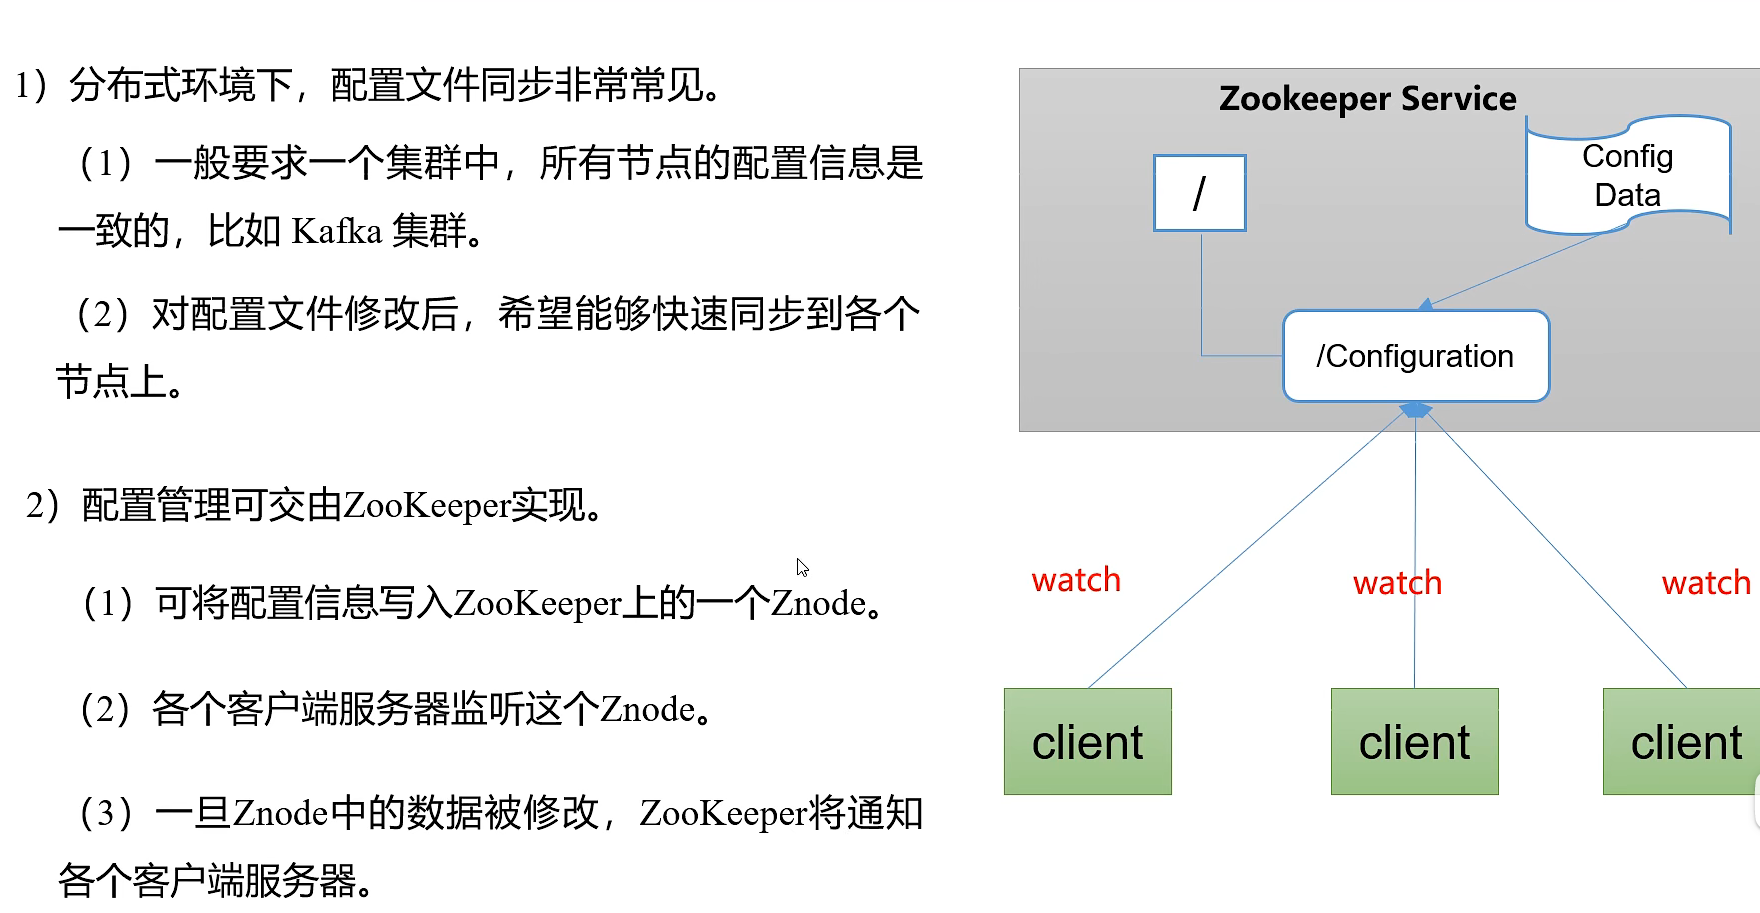 1）分布式环境下，配置文件同步非常常见。
（1）一般要求一个集群中，所有节点的配置信息是
一致的，比如 Kafka 集群。
（2）对配置文件修改后，希望能够快速同步到各个
节点上。
2）配置管理可交由ZooKeeper实现。
（1）可将配置信息写入ZooKeeper上的一个Znode。
（2）各个客户端服务器监听这个Znode。
（3）一旦Znode中的数据被修改，ZooKeeper将通知
各个客户端服务器。
Zookeeper Service
/
Config
Data
/Configuration
watch
watch
watch
client
client
client